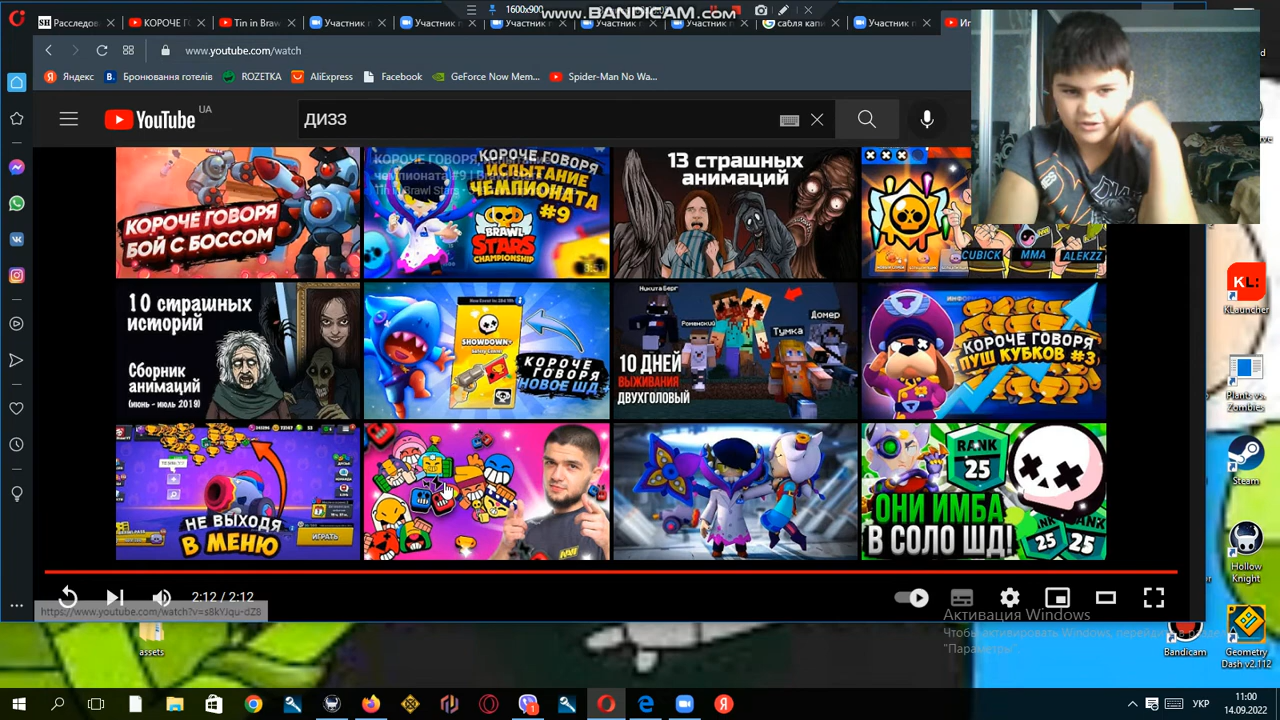 1600x900
www.BANDICAM.com
Расследов
КОРОЧЕ Г
Tin in Braw
Участник
Участник
Участник
Участник
Участник
сабля кап
Участник
www.youtube.com/watch
Яндекс
Бронювання готелів
ROZETKA
AliExpress
Facebook
GeForce Now Mem...
Spider-Man No Wa...
YouTube UA
ДИЗЗ
КОРОЧЕ ГОВОРЯ
БОЙ С БОССОМ
КОРОЧЕ ГОВОРЯ
ИСПЫТАНИЕ
ЧЕМПИОНАТА
#9
BRAWL
STARS
CHAMPIONSHIP
13 страшных
анимаций
CUBICK
MMA
ALEKZZ
10 страшных
историй
Сборник
анимаций
(июнь - июль 2019)
SHOWDOWN+
КОРОЧЕ
ГОВОРЯ
НОВОЕ ШД
Никита Берг
Тумка
Домер
10 ДНЕЙ
ВЫЖИВАНИЯ
ДВУХГОЛОВЫЙ
КОРОЧЕ ГОВОРЯ
ПУШ КУБКОВ #3
НЕ ВЫХОДЯ
В МЕНЮ
ИГРАТЬ
RANK
25
ОНИ ИМБА
В СОЛО ШД!
25
25
2:12 / 2:12
https://www.youtube.com/watch?v=s8kYJqu-dZ8
Активация Windows
Чтобы активировать Windows, перейдите в раздел
"Параметры".
KL:
KLauncher
Plants vs.
Zombies
Steam
Hollow
Knight
Bandicam
Geometry
Dash v2.112
assets
УКР
11:00
14.09.2022